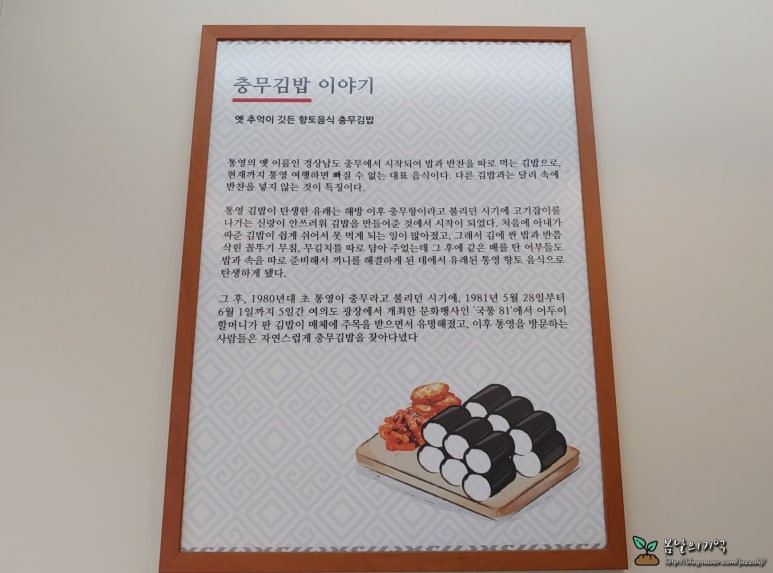 충무김밥 이야기
옛 추억이 깃든 향토음식 충무김밥
통영의 옛 이름인 경상남도 충무에서 시작되어 밥과 반찬을 따로 먹는 김밥으로,
현재까지 통영 여행하면 빠질 수 없는 대표 음식이다. 다른 김밥과는 달리 속에
반찬을 넣지 않는 것이 특징이다.
통영 김밥이 탄생한 유래는 해방 이후 충무항이라고 불리던 시기에 고기잡이를
나가는 신랑이 안쓰러워 김밥을 만들어준 것에서 시작이 되었다. 처음에 아내가
싸준 김밥이 쉽게 쉬어서 못 먹게 되는 일이 많아졌고, 그래서 김에 싼 밥과 반쯤
삭힌 꼴뚜기 무침, 무김치를 따로 담아 주었는데 그 후에 같은 배를 탄 어부들도
밥과 속을 따로 준비해서 끼니를 해결하게 된 데에서 유래된 통영 향토 음식으로
탄생하게 됐다.
그 후, 1980년대 초 통영이 충무라고 불리던 시기에, 1981년 5월 28일부터
6월 1일까지 5일간 여의도 광장에서 개최한 문화행사인 '국풍 81'에서 어두이
할머니가 판 김밥이 매체에 주목을 받으면서 유명해졌고, 이후 통영을 방문하는
사람들은 자연스럽게 충무김밥을 찾아다녔다
봄날의기억
http://blog.naver.com/jazzohjf